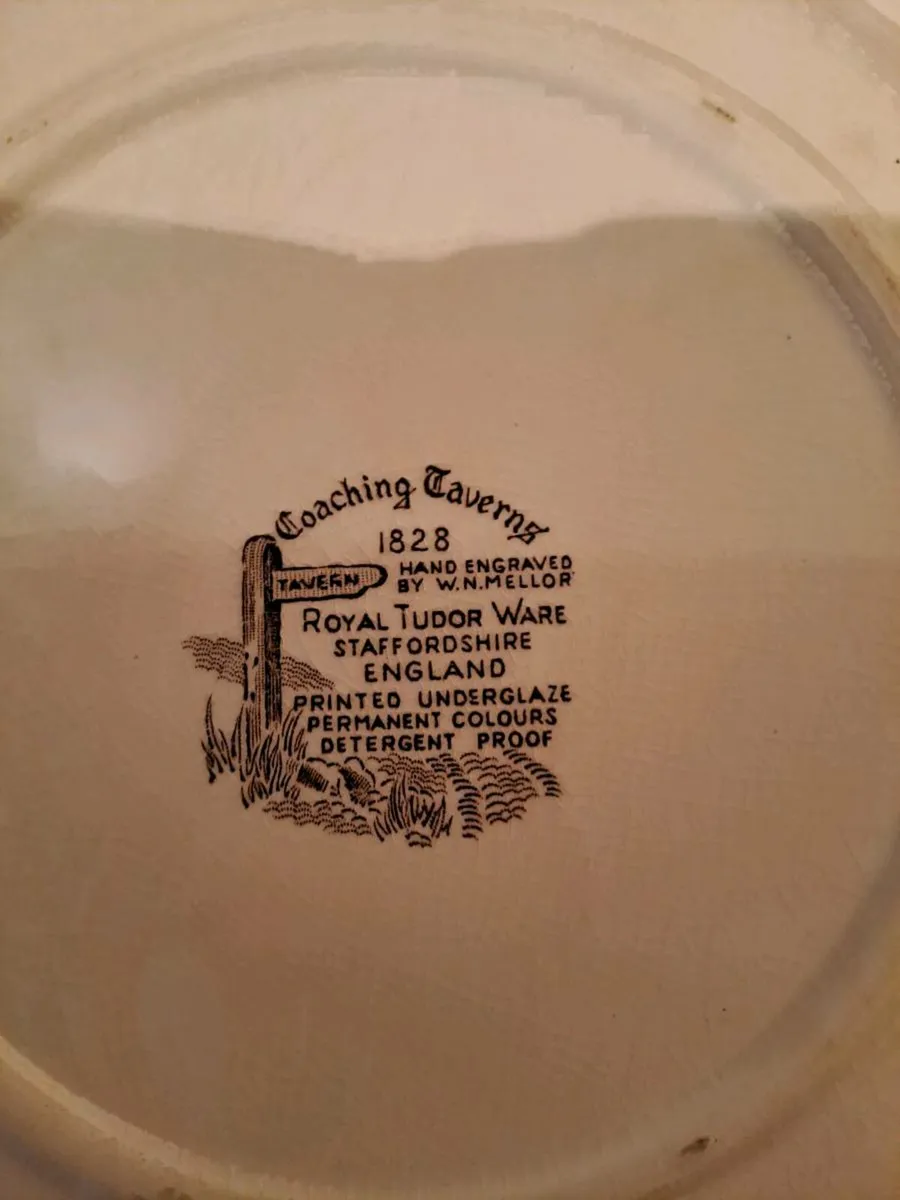 Coaching Taverns
1828
TAVERN
HAND ENGRAVED
BY W.N.MELLOR
ROYAL TUDOR WARE
STAFFORDSHIRE
ENGLAND
PRINTED UNDERGLAZE
PERMANENT COLOURS
DETERGENT PROOF